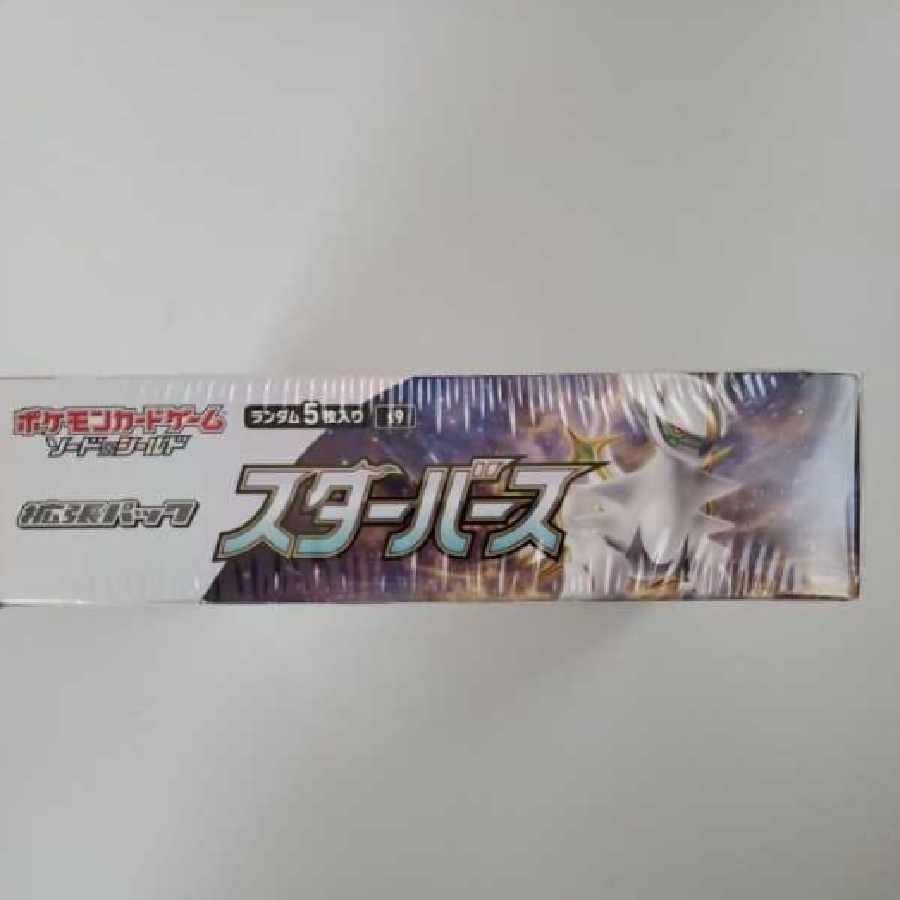 ポケモンカードゲーム
ソード&シールド
拡張パック
ランダム5枚入り s9
スターバース